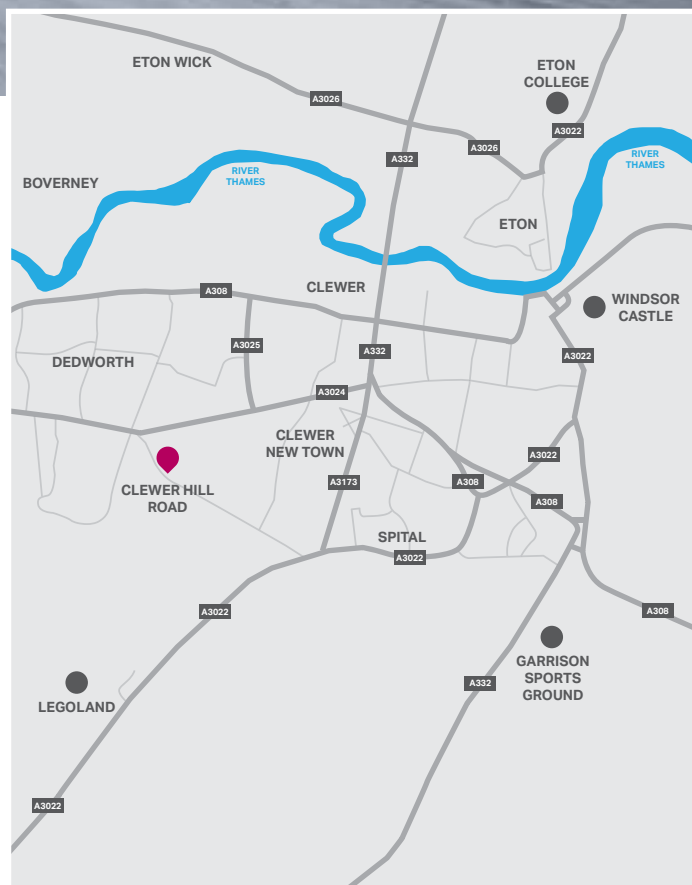 ETON WICK
ETON
COLLEGE
A3026
A3022
A3026
A332
RIVER
THAMES
RIVER
THAMES
BOVERNEY
ETON
CLEWER
A308
WINDSOR
CASTLE
A3025
A332
A3022
DEDWORTH
A3024
CLEWER
NEW TOWN
A3022
A3173
A308
CLEWER HILL
ROAD
A308
SPITAL
A3022
A3022
A308
GARRISON
SPORTS
GROUND
A332
LEGOLAND
A3022